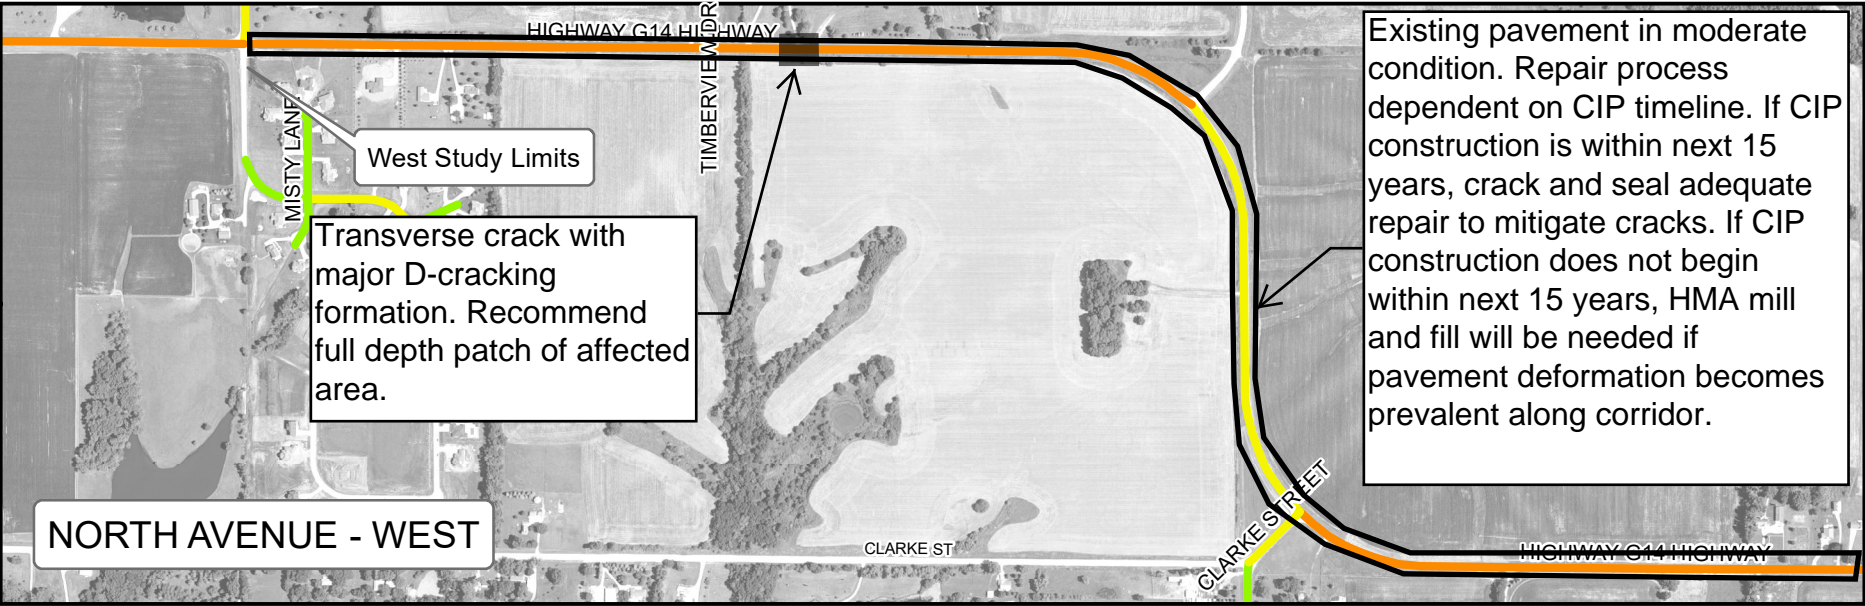 HIGHWAY G14 HIGHWAY
TIMBERVIEW DR
MISTY LANE
West Study Limits
Transverse crack with
major D-cracking
formation. Recommend
full depth patch of affected
area.
Existing pavement in moderate
condition. Repair process
dependent on CIP timeline. If CIP
construction is within next 15
years, crack and seal adequate
repair to mitigate cracks. If CIP
construction does not begin
within next 15 years, HMA mill
and fill will be needed if
pavement deformation becomes
prevalent along corridor.
NORTH AVENUE - WEST
CLARKE ST
CLARKE STREET
HIGHWAY G14 HIGHWAY